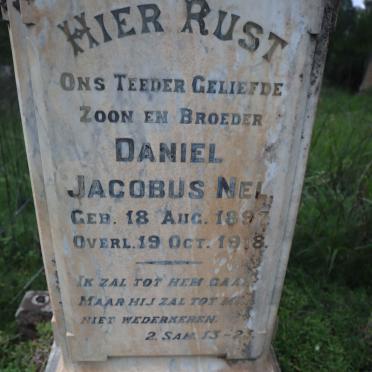 HIER RUST
ONS TEEDER GELIEFDE
ZOON EN BROEDER
DANIEL
JACOBUS NEL
GEB. 18 AUG. 1897
OVERL. 19 OCT. 1918.
IK ZAL TOT HEM GAAN
MAAR HIJ ZAL TOT MIJ
NIET WEDERKEREN.
2. SAM. 13-